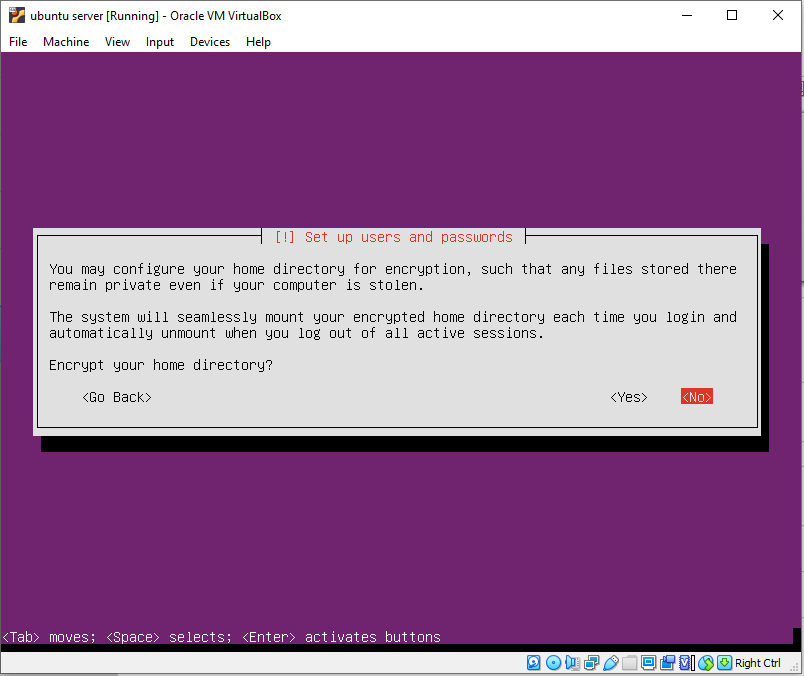 ubuntu server [Running] - Oracle VM VirtualBox
File Machine View Input Devices Help
[!] Set up users and passwords
You may configure your home directory for encryption, such that any files stored there
remain private even if your computer is stolen.
The system will seamlessly mount your encrypted home directory each time you login and
automatically unmount when you log out of all active sessions.
Encrypt your home directory?
<Go Back> <Yes> <No>
<Tab> moves; <Space> selects; <Enter> activates buttons
Right Ctrl